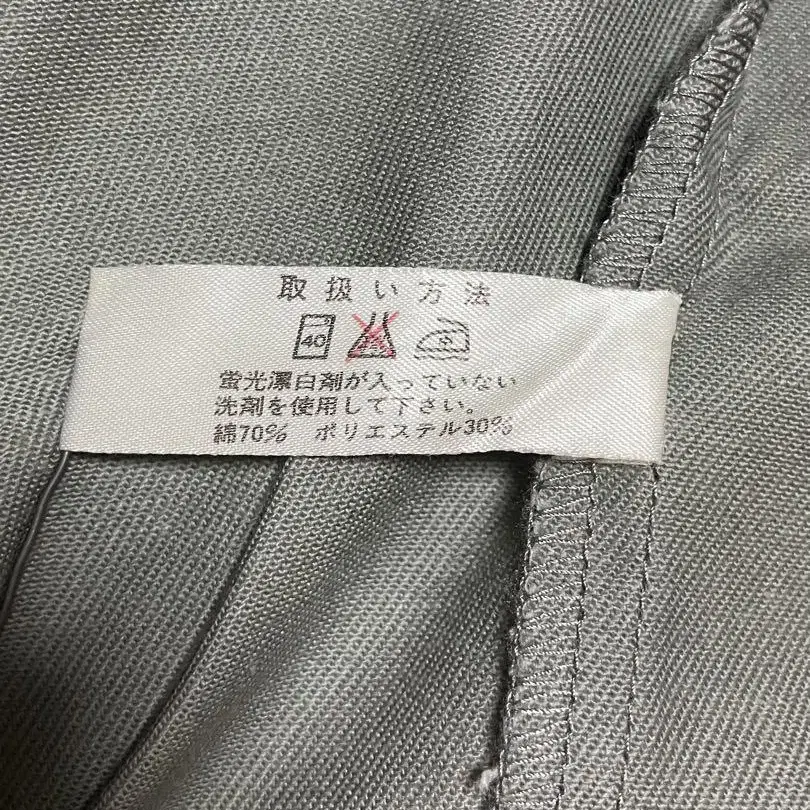 取扱い方法
40
蛍光漂白剤が入っていない
洗剤を使用して下さい。
綿70% ポリエステル30%